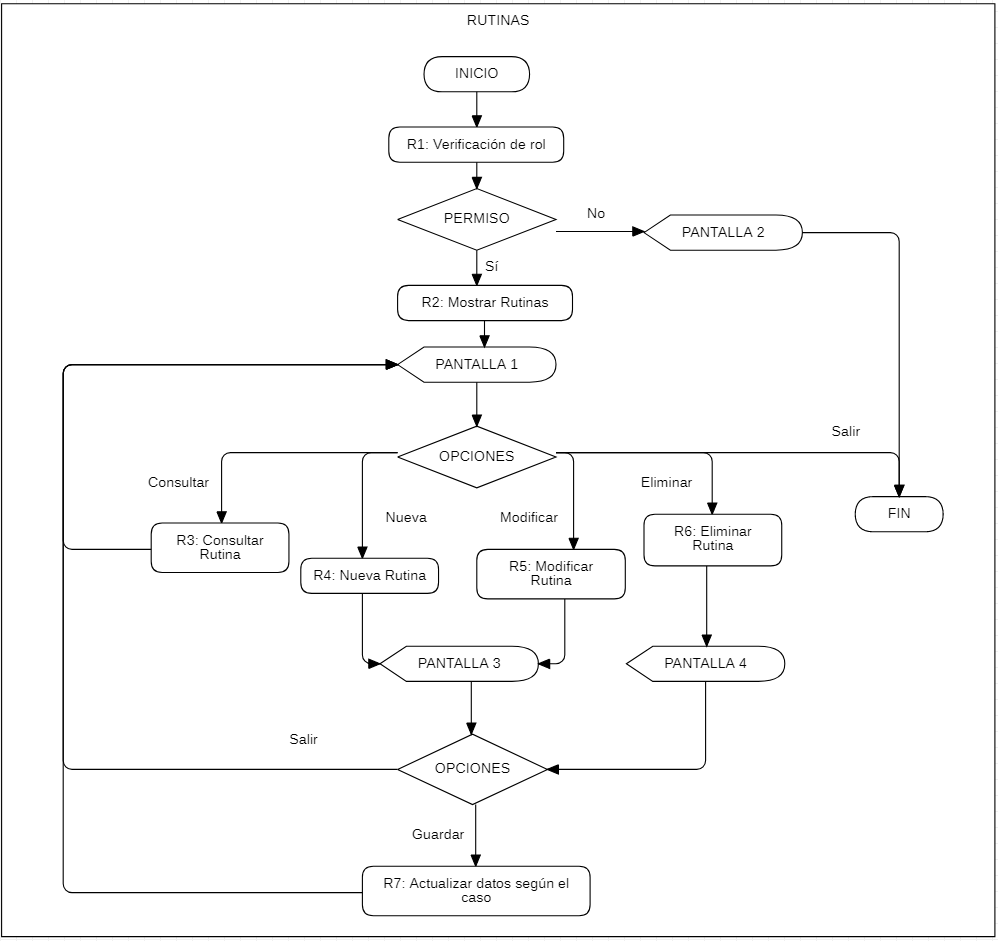 RUTINAS
INICIO
R1: Verificación de rol
PERMISO
No
PANTALLA 2
Sí
R2: Mostrar Rutinas
PANTALLA 1
OPCIONES
Salir
Consultar
Nueva
Modificar
Eliminar
FIN
R3: Consultar
Rutina
R4: Nueva Rutina
R5: Modificar
Rutina
R6: Eliminar
Rutina
PANTALLA 3
PANTALLA 4
Salir
OPCIONES
Guardar
R7: Actualizar datos según el
caso